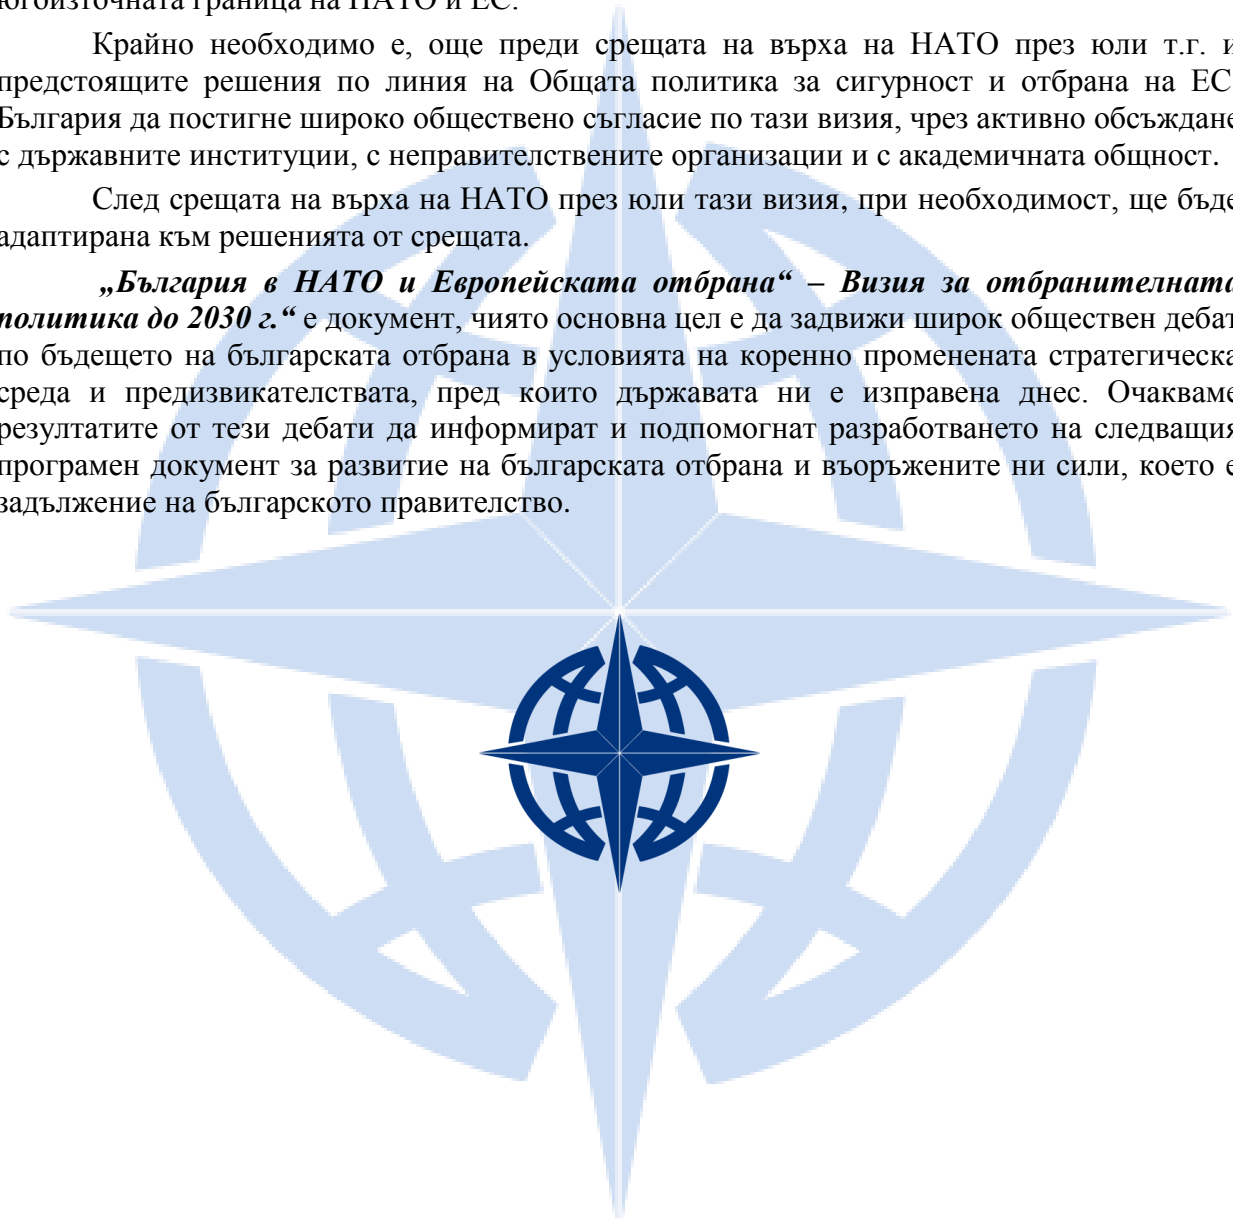 югоизточната граница на НАТО и ЕС.
Крайно необходимо е, още преди срещата на върха на НАТО през юли т.г. и
предстоящите решения по линия на Общата политика за сигурност и отбрана на ЕС
България да постигне широко обществено съгласие по тази визия, чрез активно обсъждане
с държавните институции, с неправителствените организации и с академичната общност.
След срещата на върха на НАТО през юли тази визия, при необходимост, ще бъде
адаптирана към решенията от срещата.
„България в НАТО и Европейската отбрана“ – Визия за отбранителната
политика до 2030 г.“ е документ, чиято основна цел е да задвижи широк обществен дебат
по бъдещето на българската отбрана в условията на коренно променената стратегическа
среда и предизвикателствата, пред които държавата ни е изправена днес. Очакваме
резултатите от тези дебати да информират и подпомогнат разработването на следващия
програмен документ за развитие на българската отбрана и въоръжените ни сили, което е
задължение на българското правителство.